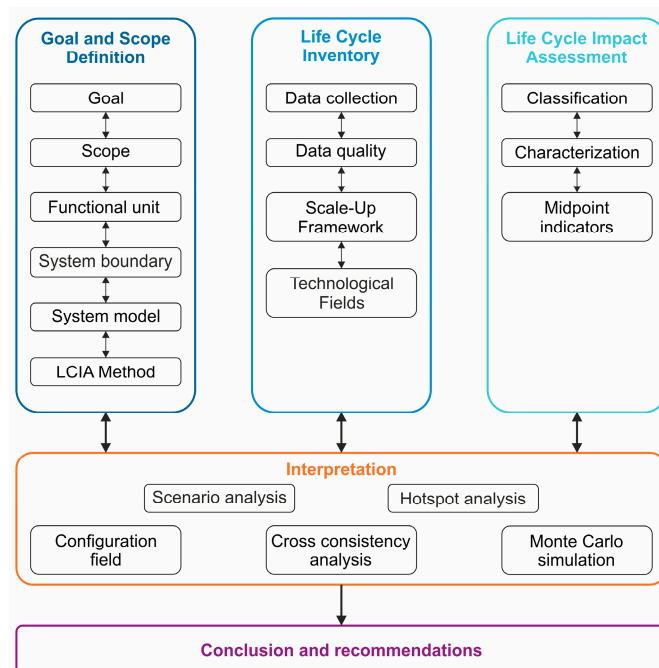 Goal and Scope
Definition
Goal
Scope
Functional unit
System boundary
System model
LCIA Method
Life Cycle
Inventory
Data collection
Data quality
Scale-Up
Framework
Technological
Fields
Life Cycle Impact
Assessment
Classification
Characterization
Midpoint
indicators
Interpretation
Scenario analysis
Hotspot analysis
Configuration
field
Cross consistency
analysis
Monte Carlo
simulation
Conclusion and recommendations